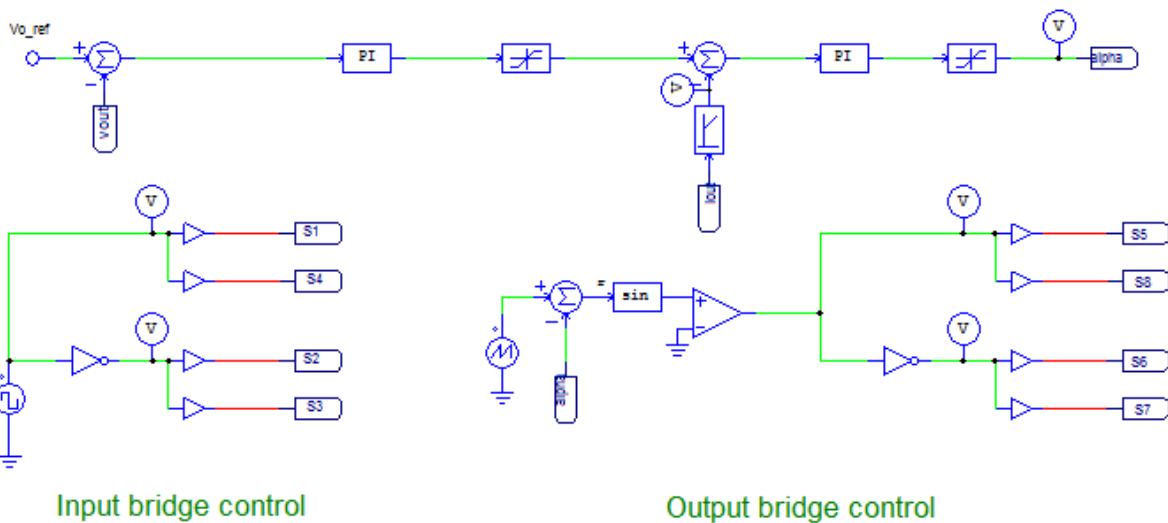 Vo_ref
V
PI
PI
alpha
V
vout
Iout
V
V
S1
S5
S4
S8
sin
V
V
S2
S6
S3
alpha
S7
Input bridge control
Output bridge control